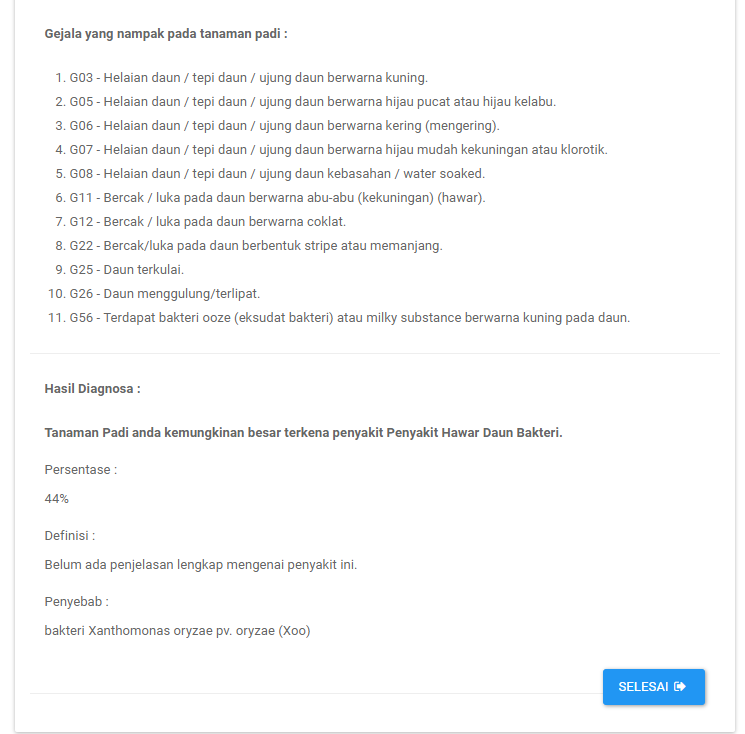 Gejala yang nampak pada tanaman padi :
1. G03 - Helaian daun / tepi daun / ujung daun berwarna kuning.
2. G05 - Helaian daun / tepi daun / ujung daun berwarna hijau pucat atau hijau kelabu.
3. G06 - Helaian daun / tepi daun / ujung daun berwarna kering (mengering).
4. G07 - Helaian daun / tepi daun / ujung daun berwarna hijau mudah kekuningan atau klorotik.
5. G08 - Helaian daun / tepi daun / ujung daun kebasahan / water soaked.
6. G11 - Bercak / luka pada daun berwarna abu-abu (kekuningan) (hawar).
7. G12 - Bercak / luka pada daun berwarna coklat.
8. G22 - Bercak/luka pada daun berbentuk stripe atau memanjang.
9. G25 - Daun terkulai.
10. G26 - Daun menggulung/terlipat.
11. G56 - Terdapat bakteri ooze (eksudat bakteri) atau milky substance berwarna kuning pada daun.
Hasil Diagnosa :
Tanaman Padi anda kemungkinan besar terkena penyakit Penyakit Hawar Daun Bakteri.
Persentase :
44%
Definisi :
Belum ada penjelasan lengkap mengenai penyakit ini.
Penyebab :
bakteri Xanthomonas oryzae pv. oryzae (Xoo)
SELESAI